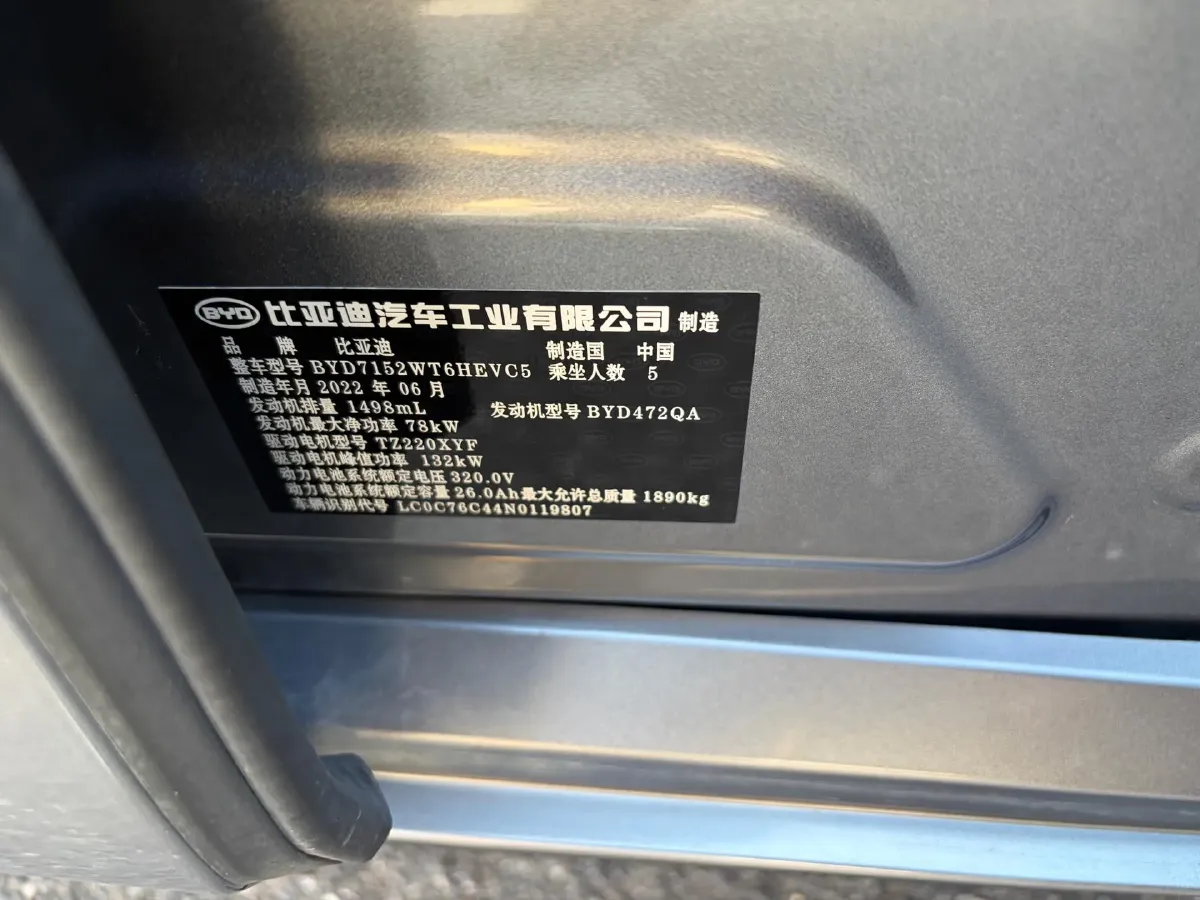 BYD 比亚迪汽车工业有限公司 制造
品 牌 比亚迪 制造国 中国
整车型号 BYD7152WT6HEVC5 乘坐人数 5
制造年月 2022 年 06 月
发动机排量 1498mL 发动机型号 BYD472QA
发动机最大净功率 78kW
驱动电机型号 TZ220XYF
驱动电机峰值功率 132kW
动力电池系统额定电压 320.0V
动力电池系统额定容量 26.0Ah 最大允许总质量 1890kg
车辆识别代号 LC0C76C44N0119807